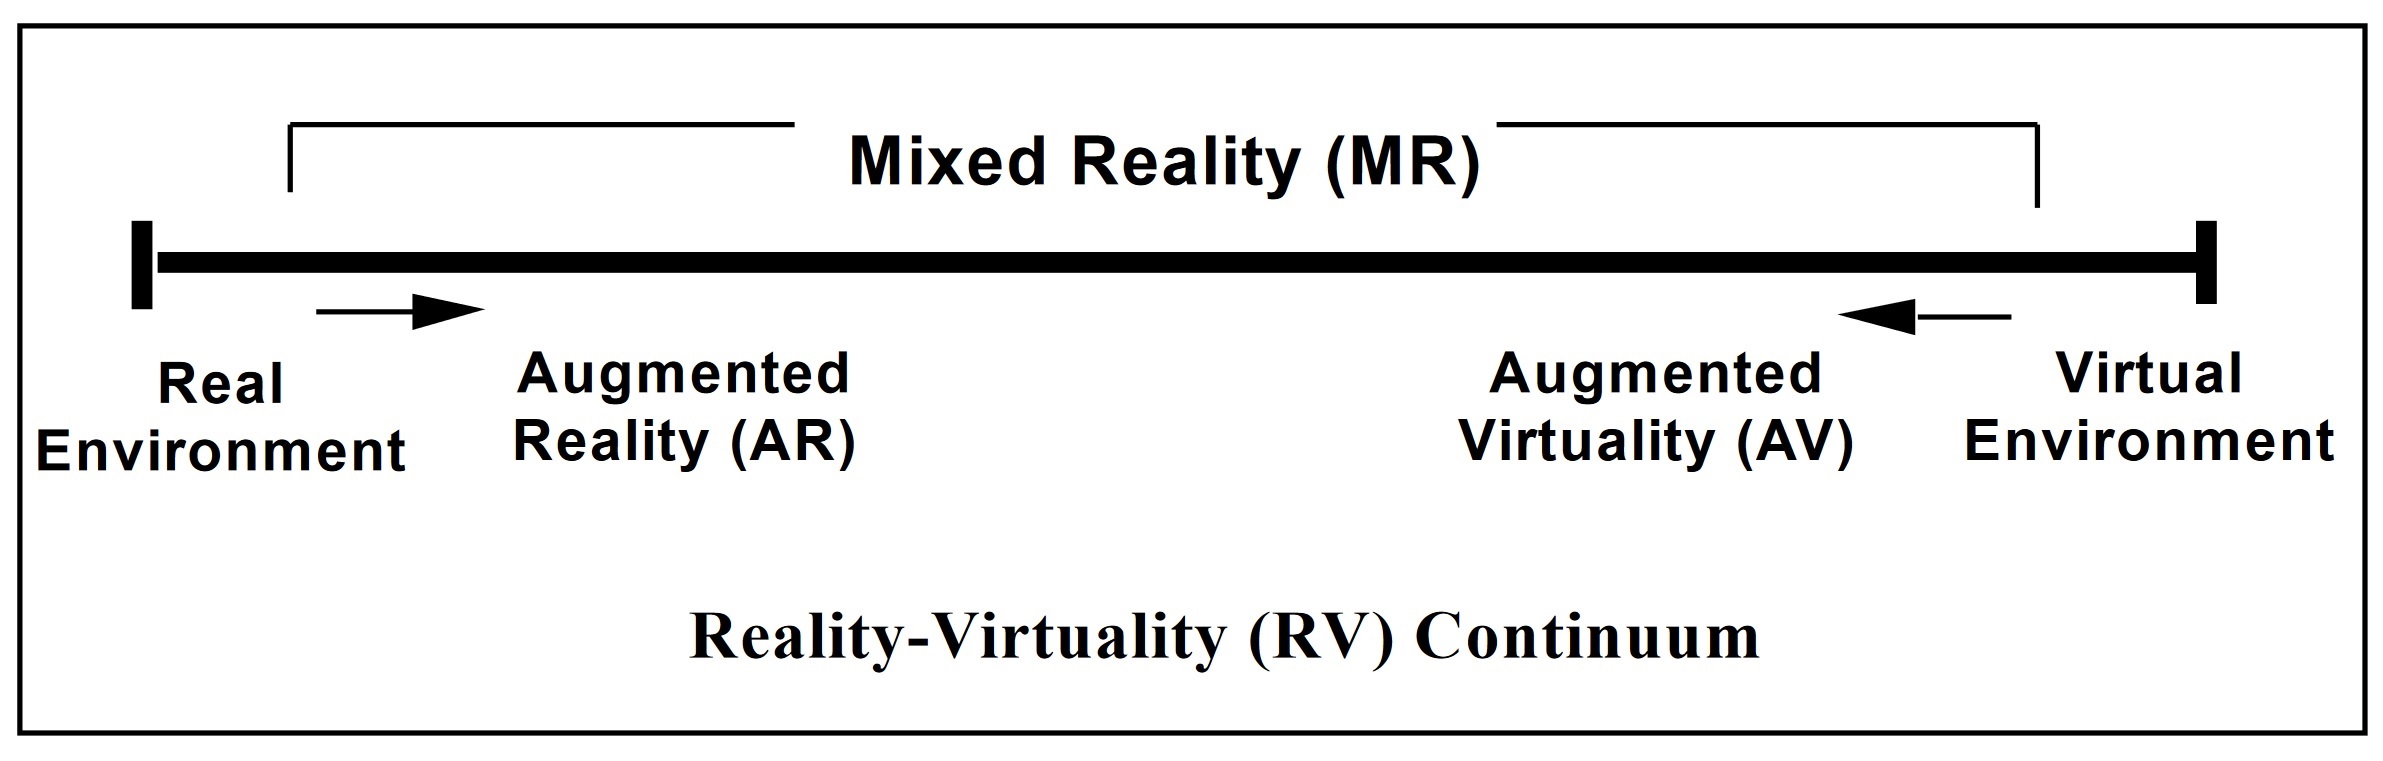 Mixed Reality (MR)
Real
Environment
Augmented
Reality (AR)
Augmented
Virtuality (AV)
Virtual
Environment
Reality-Virtuality (RV) Continuum